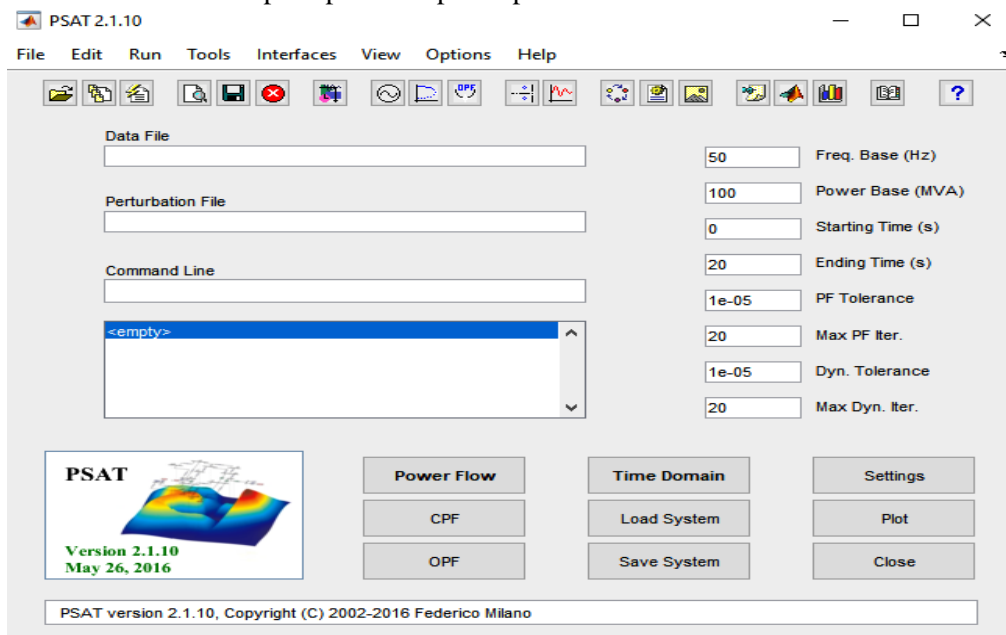 PSAT 2.1.10
File Edit Run Tools Interfaces View Options Help
OPF
Data File
50 Freq. Base (Hz)
100 Power Base (MVA)
Perturbation File
0 Starting Time (s)
20 Ending Time (s)
Command Line
1e-05 PF Tolerance
<empty>
20 Max PF Iter.
1e-05 Dyn. Tolerance
20 Max Dyn. Iter.
PSAT
Version 2.1.10
May 26, 2016
Power Flow Time Domain Settings
CPF Load System Plot
OPF Save System Close
PSAT version 2.1.10, Copyright (C) 2002-2016 Federico Milano